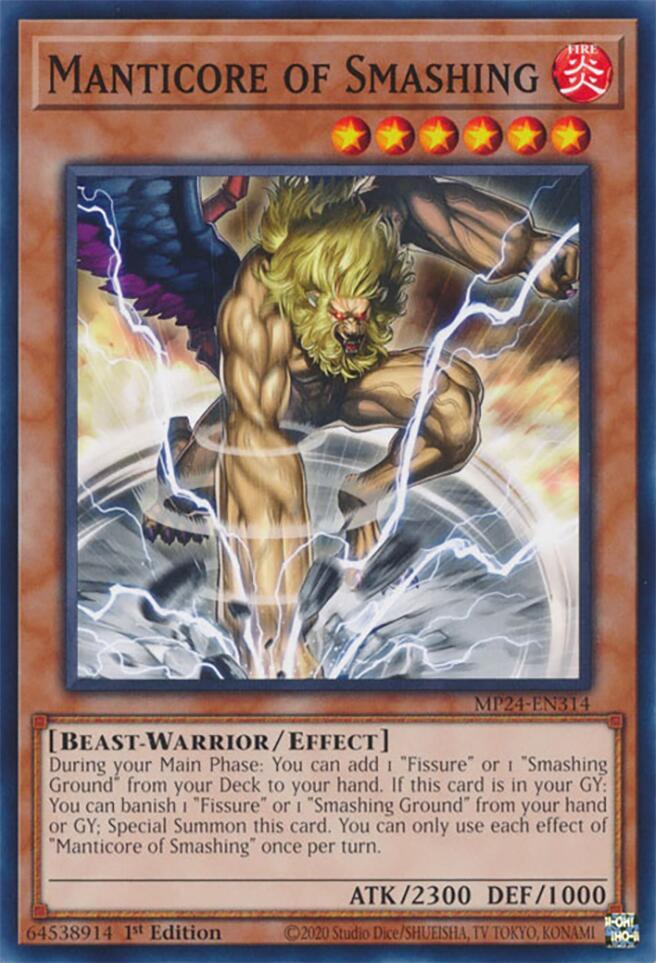 Manticore of Smashing
FIRE
炎
MP24-EN314
[Beast-Warrior/Effect]
During your Main Phase: You can add 1 "Fissure" or 1 "Smashing
Ground" from your Deck to your hand. If this card is in your GY:
You can banish 1 "Fissure" or 1 "Smashing Ground" from your hand
or GY; Special Summon this card. You can only use each effect of
"Manticore of Smashing" once per turn.
ATK/2300 DEF/1000
64538914 1st Edition
©2020 Studio Dice/SHUEISHA, TV TOKYO, KONAMI